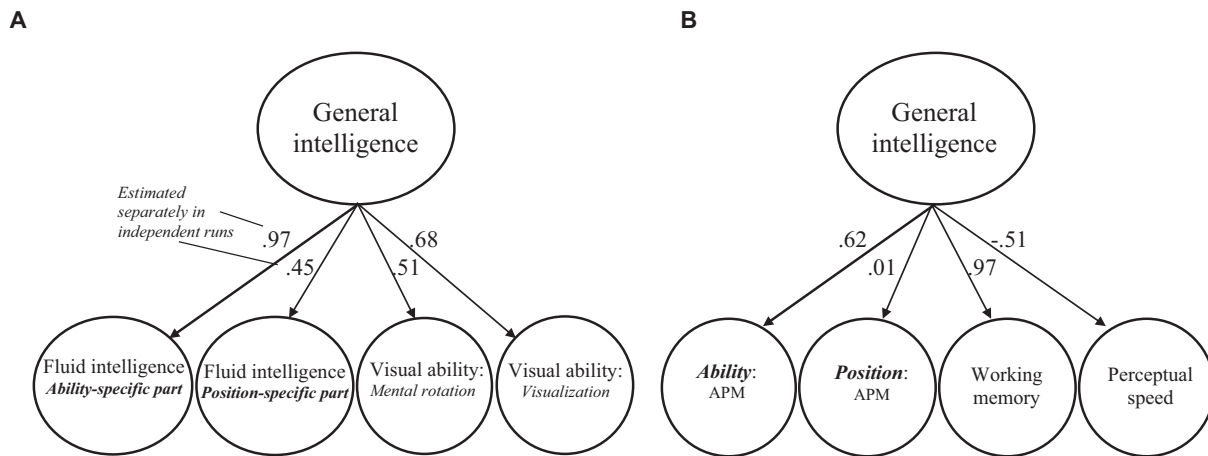 A
General
intelligence
Estimated
separately in
independent runs
.97
.45
.51
.68
Fluid intelligence
Ability-specific part
Fluid intelligence
Position-specific part
Visual ability:
Mental rotation
Visual ability:
Visualization
B
General
intelligence
.62
.01
.97
-.51
Ability:
APM
Position:
APM
Working
memory
Perceptual
speed